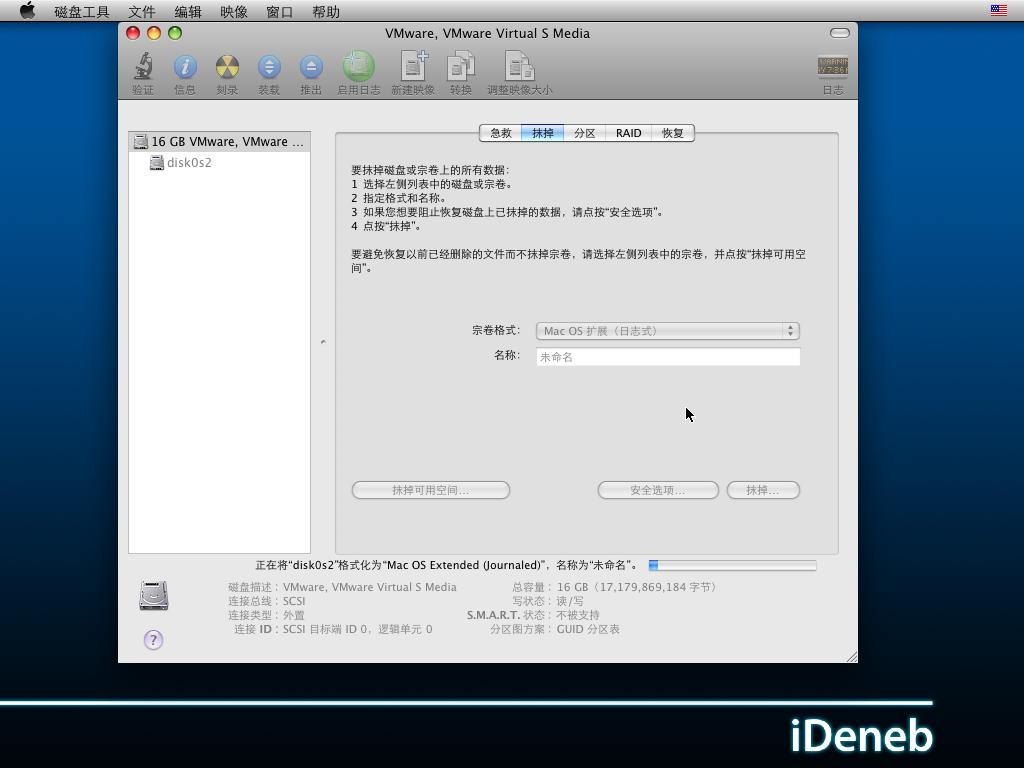 磁盘工具 文件 编辑 映像 窗口 帮助
VMware, VMware Virtual S Media
验证 信息 刻录 装载 推出 启用日志 新建映像 转换 调整映像大小 日志
16 GB VMware, VMware ...
disk0s2
急救 抹掉 分区 RAID 恢复
要抹掉磁盘或宗卷上的所有数据：
1 选择左侧列表中的磁盘或宗卷。
2 指定格式和名称。
3 如果您想要阻止恢复磁盘上已抹掉的数据，请点按“安全选项”。
4 点按“抹掉”。
要避免恢复以前已经删除的文件而不抹掉宗卷，请选择左侧列表中的宗卷，并点按“抹掉可用空
间”。
宗卷格式： Mac OS 扩展（日志式）
名称： 未命名
抹掉可用空间... 安全选项... 抹掉...
正在将“disk0s2”格式化为“Mac OS Extended (Journaled)”，名称为“未命名”。
磁盘描述：VMware, VMware Virtual S Media 总容量：16 GB（17,179,869,184 字节）
连接总线：SCSI 写状态：读/写
连接类型：外置 S.M.A.R.T. 状态：不被支持
连接 ID：SCSI 目标端 ID 0，逻辑单元 0 分区图方案：GUID 分区表
?
iDeneb